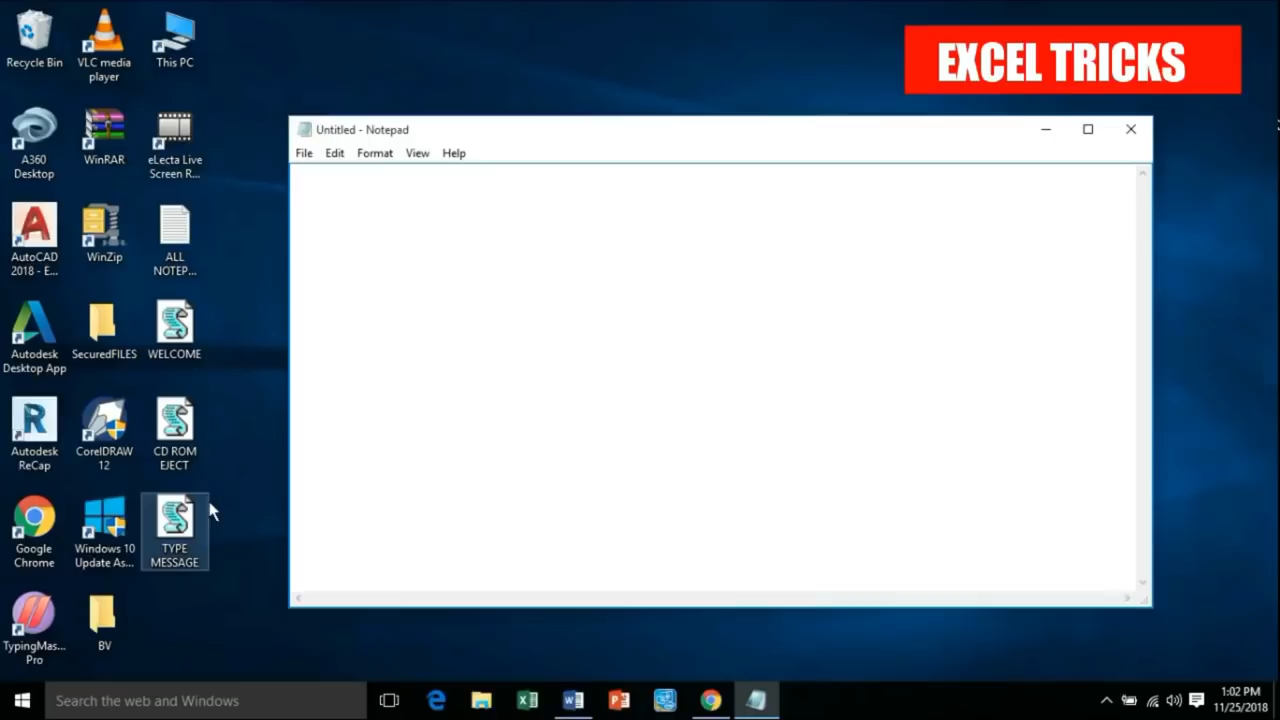 EXCEL TRICKS
Recycle Bin
VLC media
player
This PC
A360
Desktop
WinRAR
eLecta Live
Screen R...
AutoCAD
2018 - E...
WinZip
ALL
NOTEP...
Autodesk
Desktop App
SecuredFILES
WELCOME
Autodesk
ReCap
CorelDRAW
12
CD ROM
EJECT
Google
Chrome
Windows 10
Update As...
TYPE
MESSAGE
TypingMas...
Pro
BV
Untitled - Notepad
File Edit Format View Help
Search the web and Windows
1:02 PM
11/25/2018